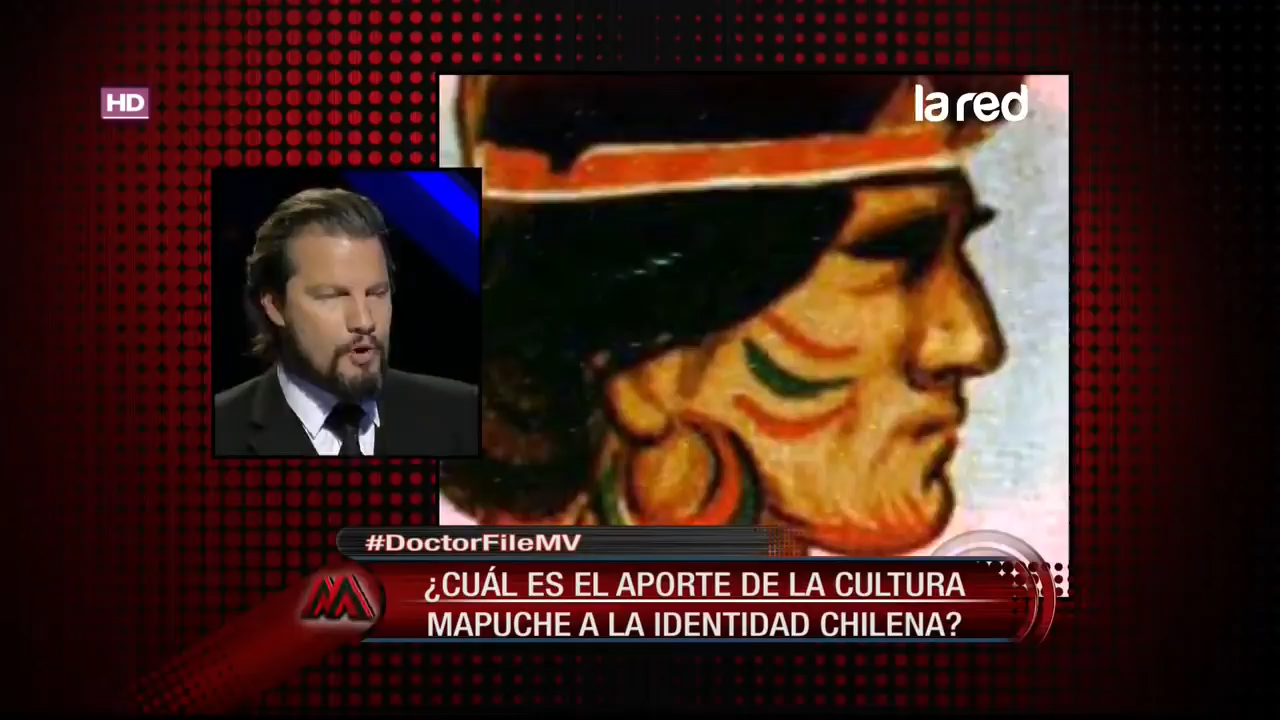 HD
la red
#DoctorFileMV
¿CUÁL ES EL APORTE DE LA CULTURA
MAPUCHE A LA IDENTIDAD CHILENA?